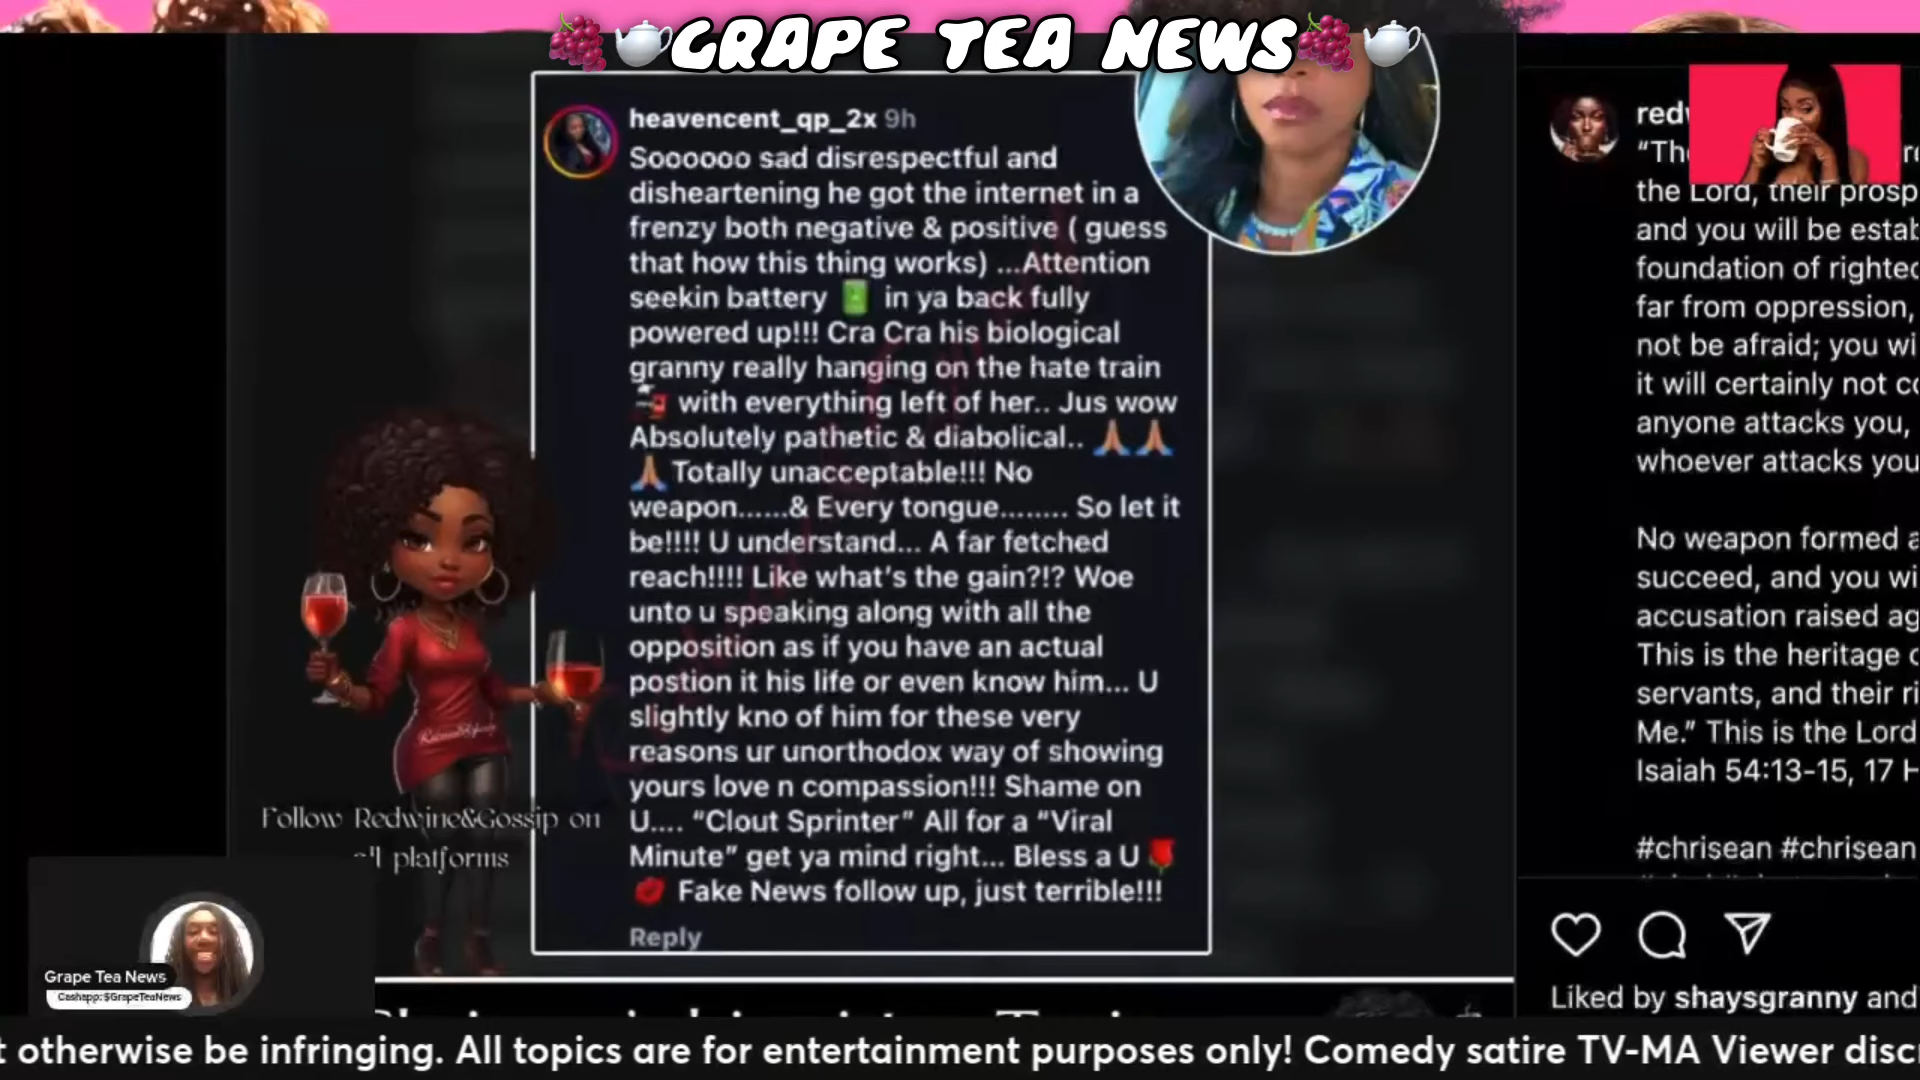 🍇🫖GRAPE TEA NEWS🍇🫖
heavencent_qp_2x 9h
Soooooo sad disrespectful and
disheartening he got the internet in a
frenzy both negative & positive ( guess
that how this thing works) ...Attention
seekin battery 🔋 in ya back fully
powered up!!! Cra Cra his biological
granny really hanging on the hate train
🚂 with everything left of her.. Jus wow
Absolutely pathetic & diabolical.. 🙏🏽🙏🏽
🙏🏽 Totally unacceptable!!! No
weapon......& Every tongue........ So let it
be!!!! U understand... A far fetched
reach!!!! Like what's the gain?!? Woe
unto u speaking along with all the
opposition as if you have an actual
postion it his life or even know him... U
slightly kno of him for these very
reasons ur unorthodox way of showing
yours love n compassion!!! Shame on
U.... "Clout Sprinter" All for a "Viral
Minute" get ya mind right... Bless a U🌹
💋 Fake News follow up, just terrible!!!
Reply
Follow Redwine&Gossip on
all platforms
Grape Tea News
Cashapp:$GrapeTeaNews
the Lord, their prosp
and you will be estab
foundation of righteo
far from oppression,
not be afraid; you wi
it will certainly not co
anyone attacks you,
whoever attacks you
No weapon formed a
succeed, and you wi
accusation raised ag
This is the heritage o
servants, and their ri
Me." This is the Lord
Isaiah 54:13-15, 17 H
#chrisean #chrisean
Liked by shaysgranny and
t otherwise be infringing. All topics are for entertainment purposes only! Comedy satire TV-MA Viewer discr